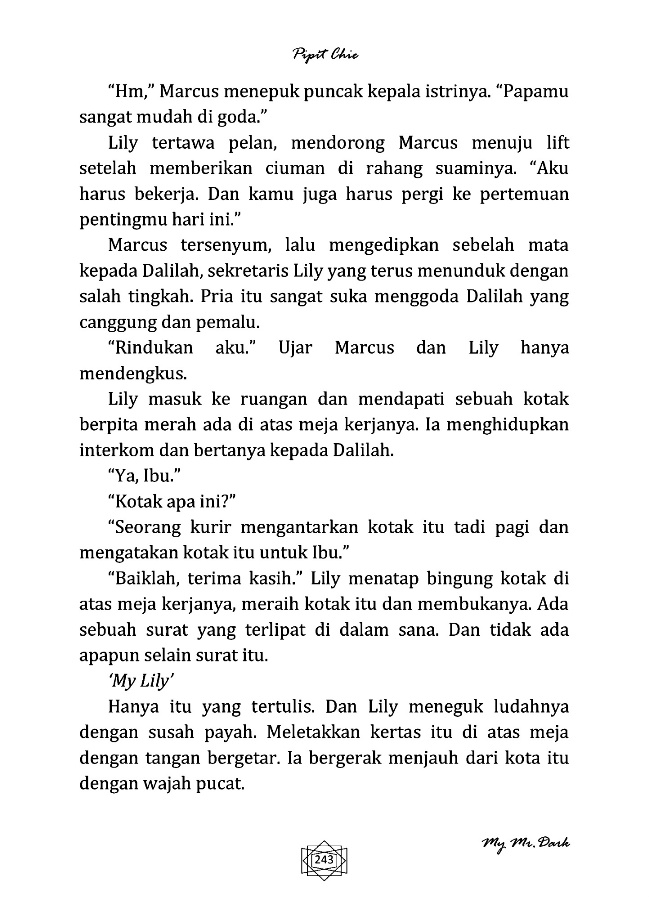 Pipit Chie
“Hm,” Marcus menepuk puncak kepala istrinya. “Papamu
sangat mudah di goda.”
Lily tertawa pelan, mendorong Marcus menuju lift
setelah memberikan ciuman di rahang suaminya. “Aku
harus bekerja. Dan kamu juga harus pergi ke pertemuan
pentingmu hari ini.”
Marcus tersenyum, lalu mengedipkan sebelah mata
kepada Dalilah, sekretaris Lily yang terus menunduk dengan
salah tingkah. Pria itu sangat suka menggoda Dalilah yang
canggung dan pemalu.
“Rindukan aku.” Ujar Marcus dan Lily hanya
mendengkus.
Lily masuk ke ruangan dan mendapati sebuah kotak
berpita merah ada di atas meja kerjanya. Ia menghidupkan
interkom dan bertanya kepada Dalilah.
“Ya, Ibu.”
“Kotak apa ini?”
“Seorang kurir mengantarkan kotak itu tadi pagi dan
mengatakan kotak itu untuk Ibu.”
“Baiklah, terima kasih.” Lily menatap bingung kotak di
atas meja kerjanya, meraih kotak itu dan membukanya. Ada
sebuah surat yang terlipat di dalam sana. Dan tidak ada
apapun selain surat itu.
‘My Lily’
Hanya itu yang tertulis. Dan Lily meneguk ludahnya
dengan susah payah. Meletakkan kertas itu di atas meja
dengan tangan bergetar. Ia bergerak menjauh dari kota itu
dengan wajah pucat.
My Mr. Dark
243